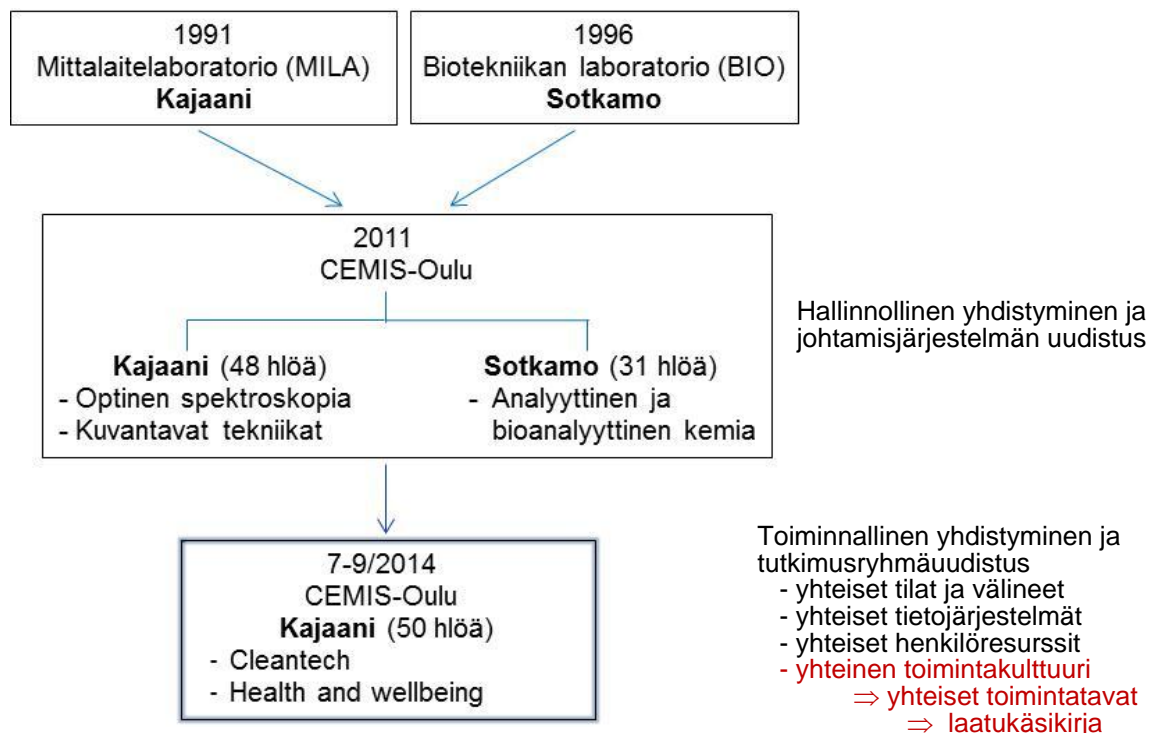 1991
Mittalaitelaboratorio (MILA)
Kajaani
1996
Biotekniikan laboratorio (BIO)
Sotkamo
2011
CEMIS-Oulu
Kajaani (48 hlöä)
- Optinen spektroskopia
- Kuvantavat tekniikat
Sotkamo (31 hlöä)
- Analyyttinen ja
bioanalyyttinen kemia
Hallinnollinen yhdistyminen ja
johtamisjärjestelmän uudistus
7-9/2014
CEMIS-Oulu
Kajaani (50 hlöä)
- Cleantech
- Health and wellbeing
Toiminnallinen yhdistyminen ja
tutkimusryhmäuudistus
- yhteiset tilat ja välineet
- yhteiset tietojärjestelmät
- yhteiset henkilöresurssit
- yhteinen toimintakulttuuri
⇒ yhteiset toimintatavat
⇒ laatukäsikirja